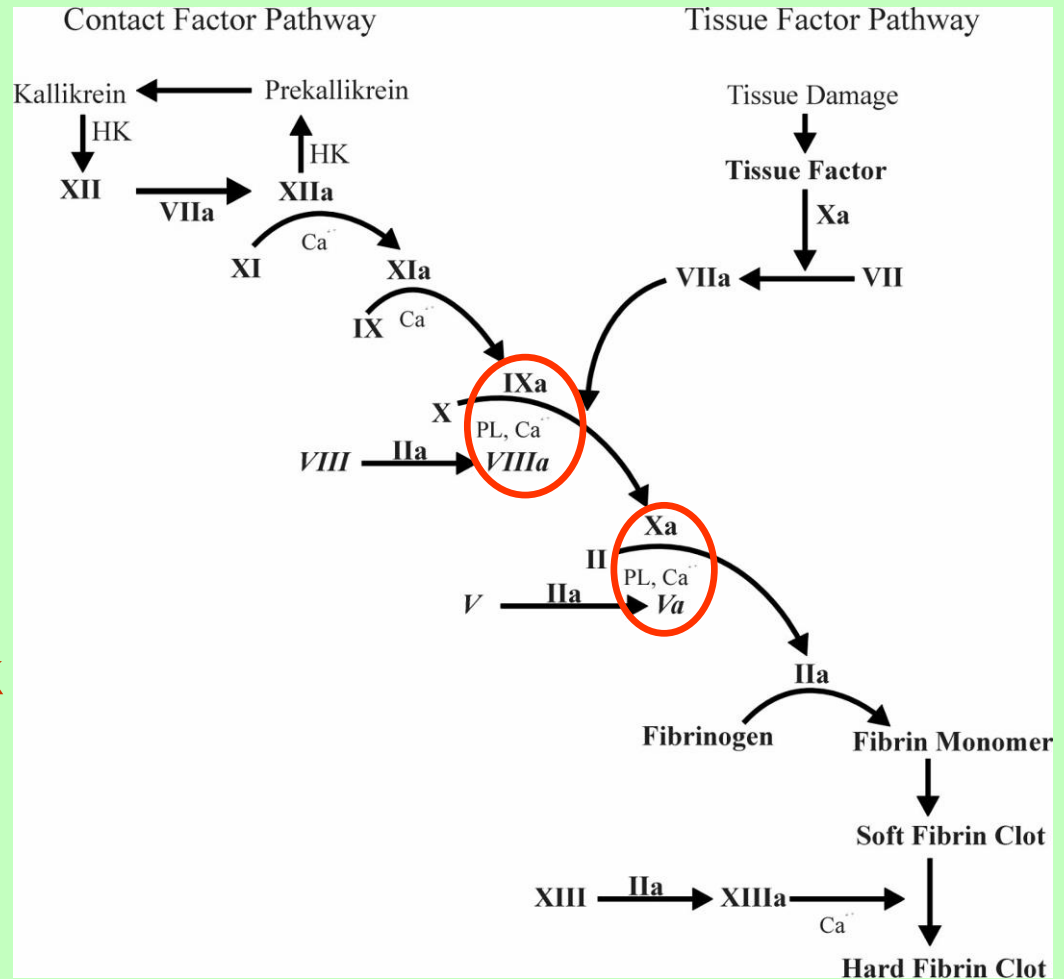 Contact Factor Pathway
Tissue Factor Pathway
Kallikrein
Prekallikrein
Tissue Damage
HK
HK
Tissue Factor
XII
VIIa
XIIa
Xa
Ca¨
XI
XIa
VIIa
VII
IX
Ca¨
IXa
X
PL, Ca¨
VIII
IIa
VIIIa
Xa
II
PL, Ca¨
V
IIa
Va
IIa
Fibrinogen
Fibrin Monomer
Soft Fibrin Clot
XIII
IIa
XIIIa
Ca¨
Hard Fibrin Clot